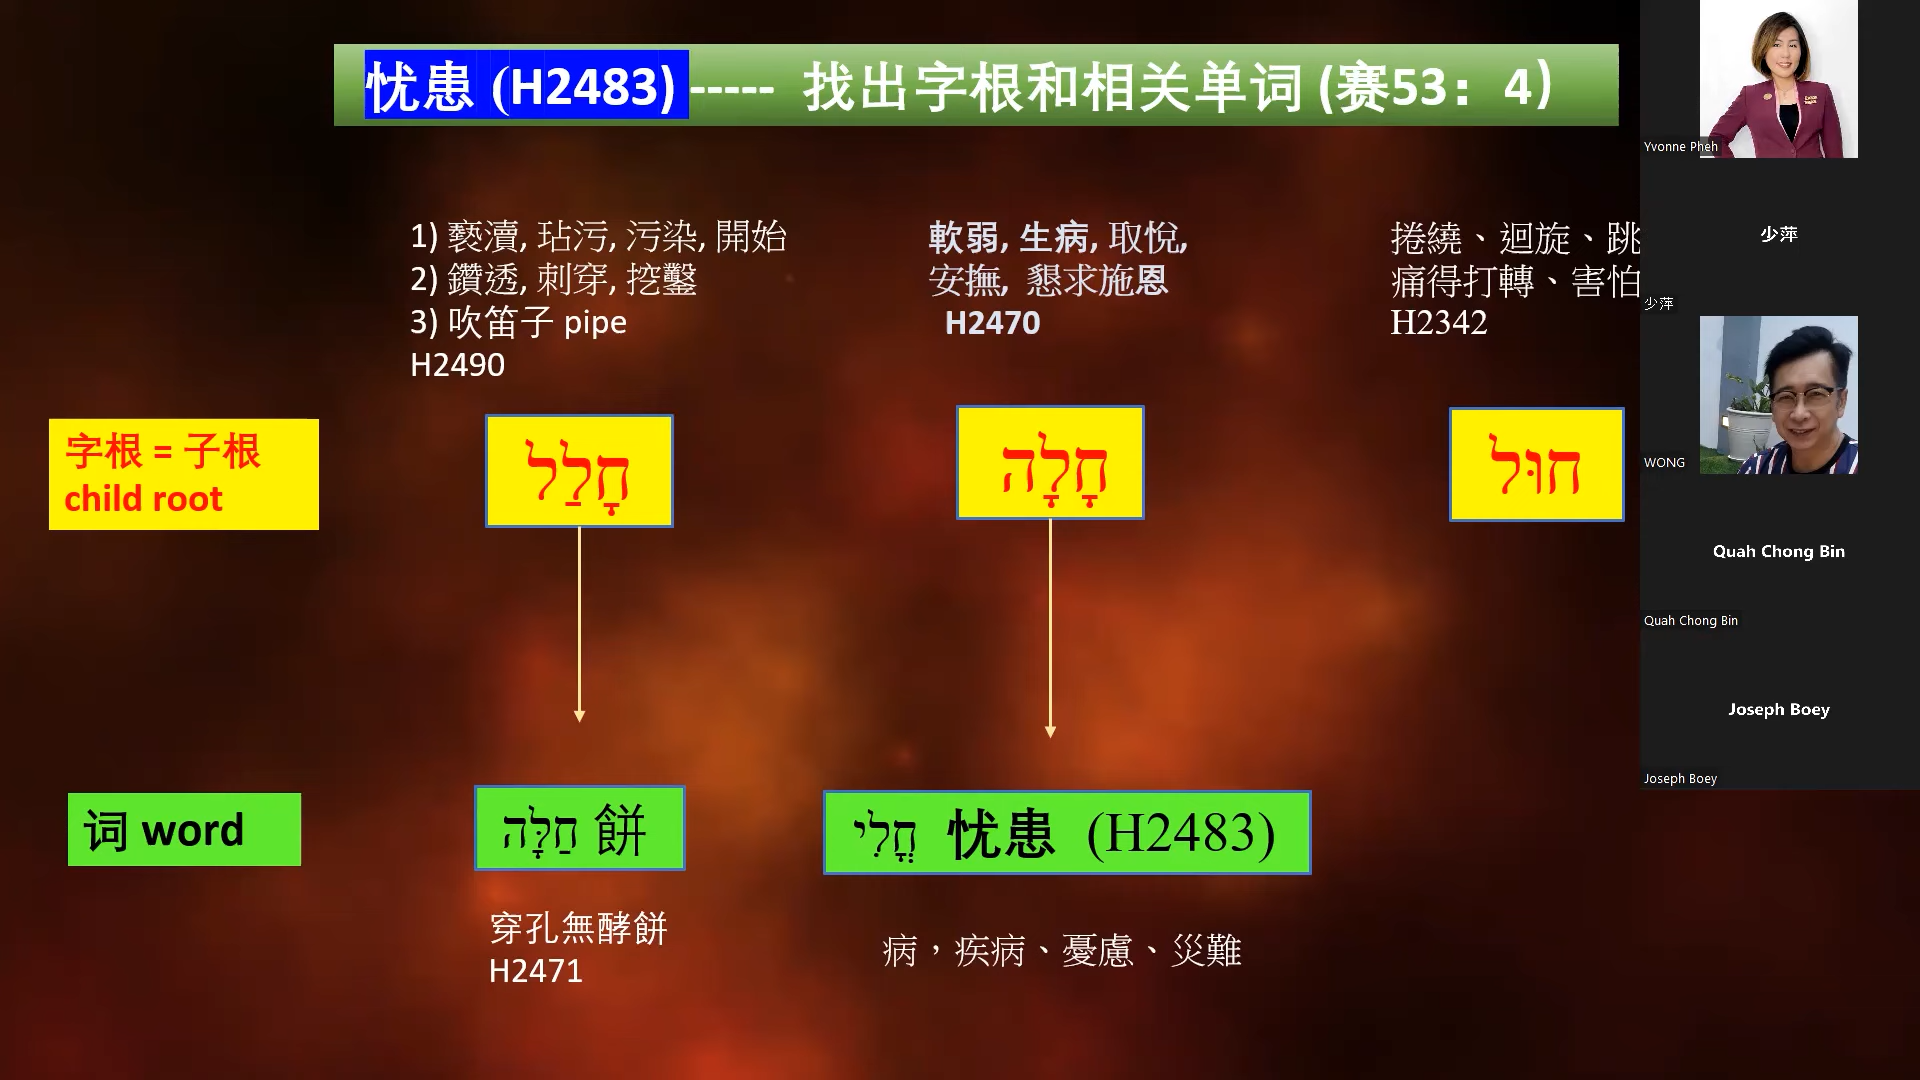 忧患 (H2483) ----- 找出字根和相关单词 (赛53：4)
1) 褻瀆, 玷污, 污染, 開始
2) 鑽透, 刺穿, 挖鑿
3) 吹笛子 pipe
H2490
軟弱, 生病, 取悅,
安撫, 懇求施恩
H2470
捲繞、迴旋、跳
痛得打轉、害怕
H2342
字根 = 子根
child root
חָלַל
חָלָה
חוּל
词 word
חַלָּה 餅
חֳלִי 忧患 (H2483)
穿孔無酵餅
H2471
病，疾病、憂慮、災難
Yvonne Pheh
少萍
少萍
WONG
Quah Chong Bin
Quah Chong Bin
Joseph Boey
Joseph Boey